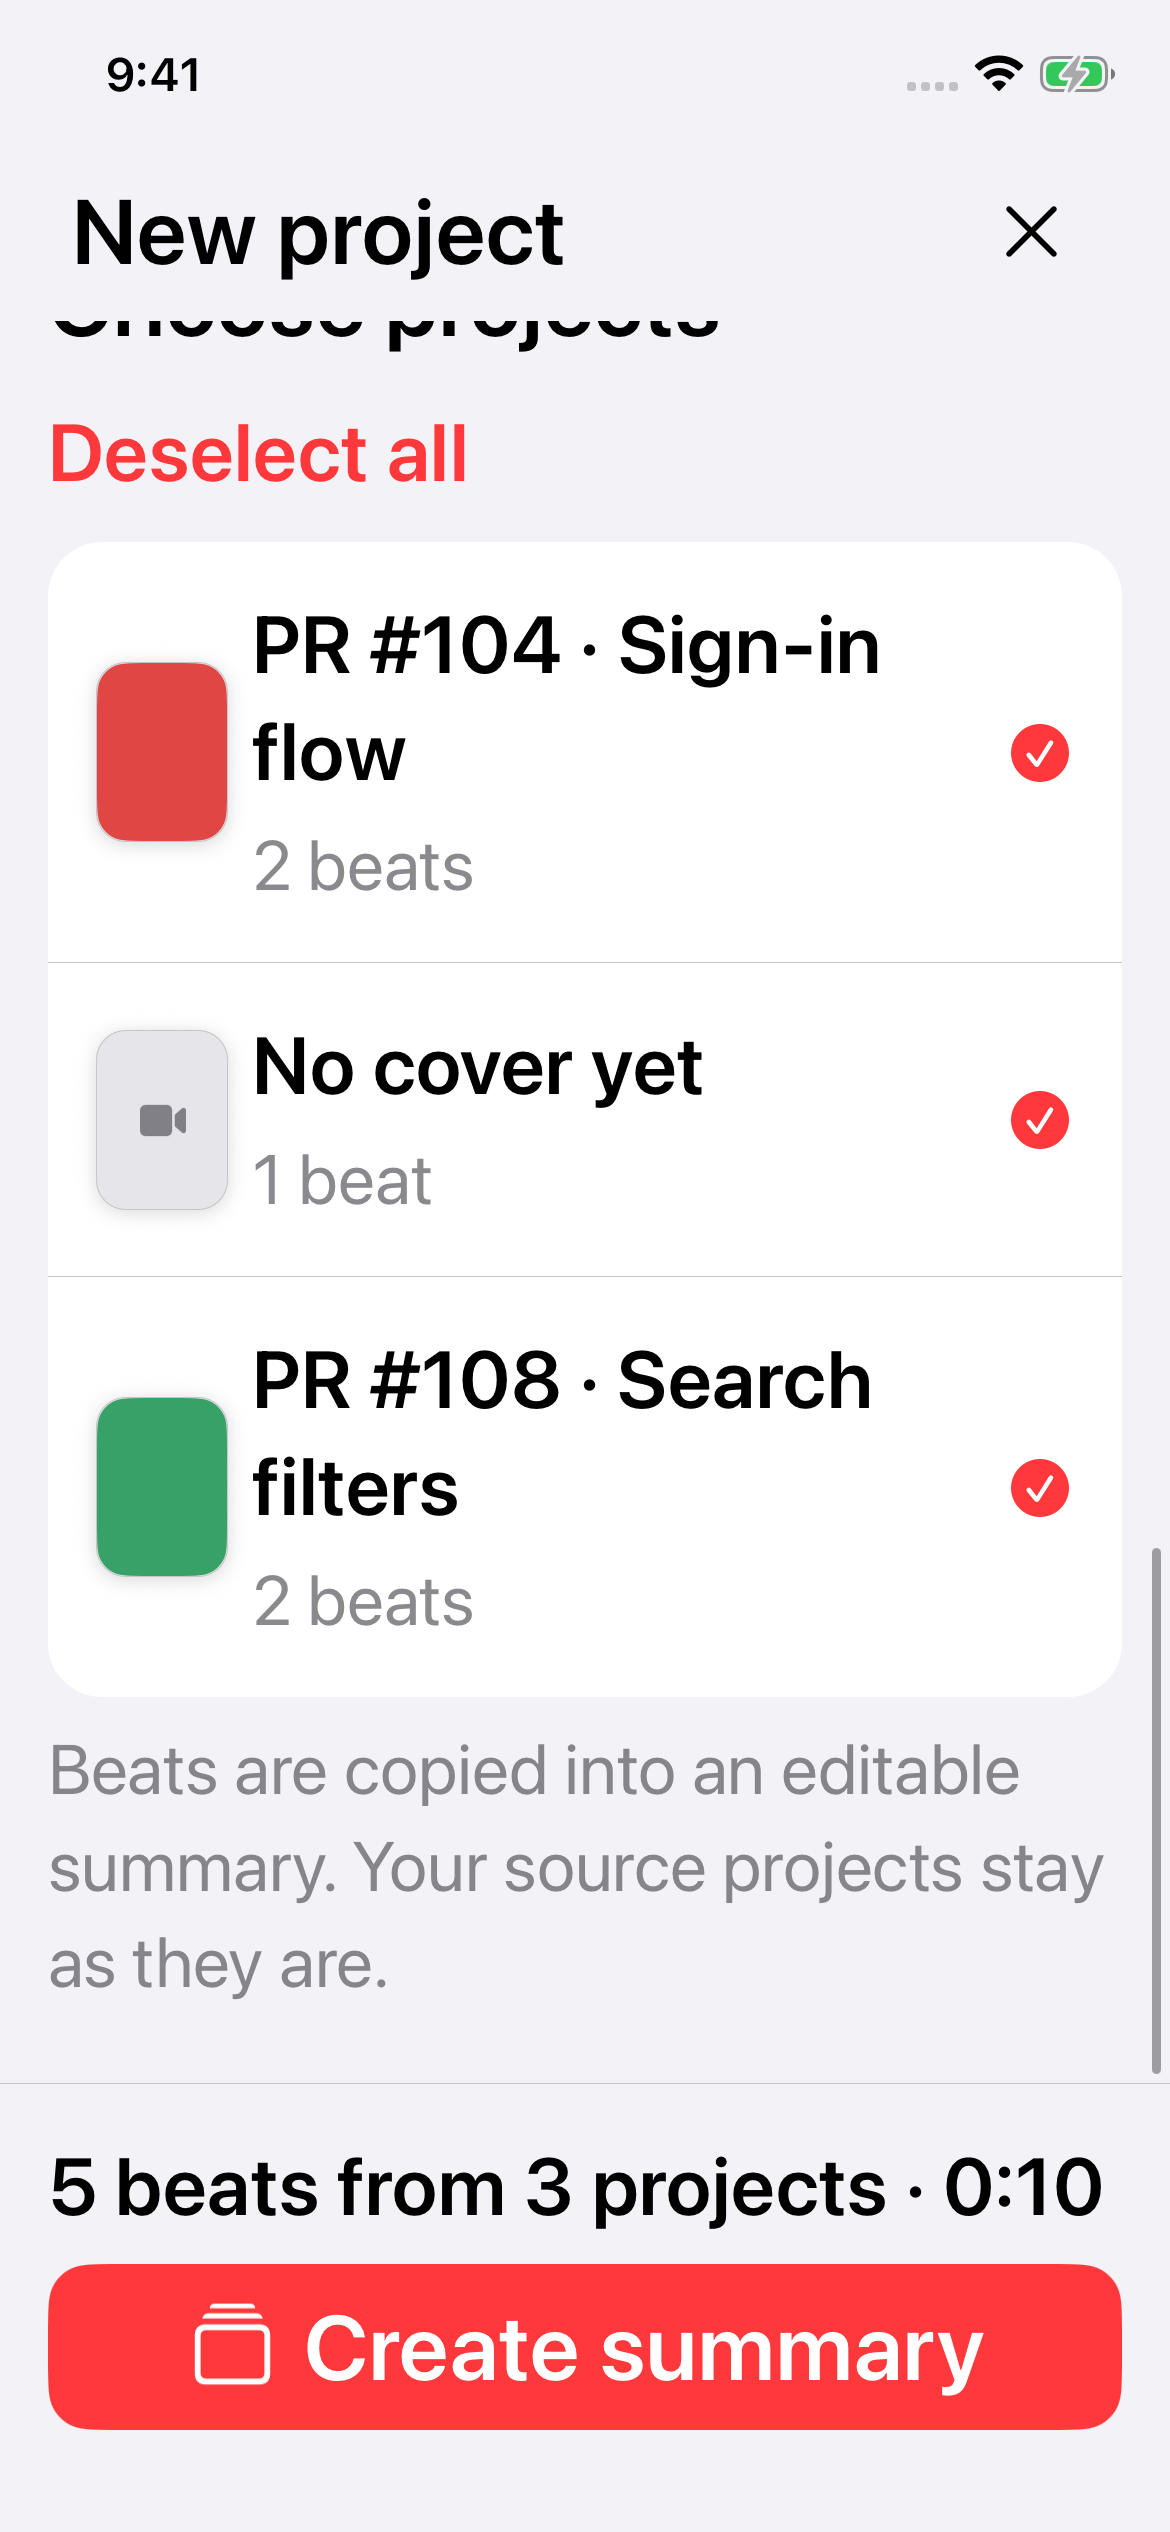 9:41
New project
Choose projects
Deselect all
PR #104 · Sign-in
flow
2 beats
No cover yet
1 beat
PR #108 · Search
filters
2 beats
Beats are copied into an editable
summary. Your source projects stay
as they are.
5 beats from 3 projects · 0:10
Create summary